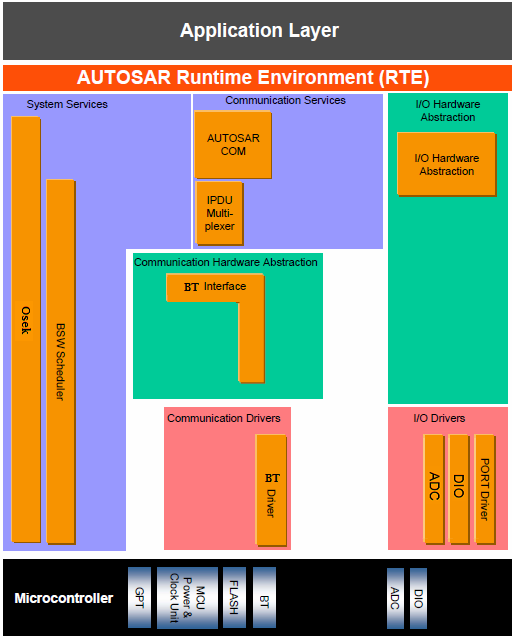 Application Layer
AUTOSAR Runtime Environment (RTE)
System Services
Osek
BSW Scheduler
Communication Services
AUTOSAR
COM
IPDU
Multi-
plexer
I/O Hardware
Abstraction
I/O Hardware
Abstraction
Communication Hardware Abstraction
BT Interface
Communication Drivers
BT
Driver
I/O Drivers
ADC
DIO
PORT Driver
Microcontroller
GPT
MCU
Power &
Clock Unit
FLASH
BT
ADC
DIO